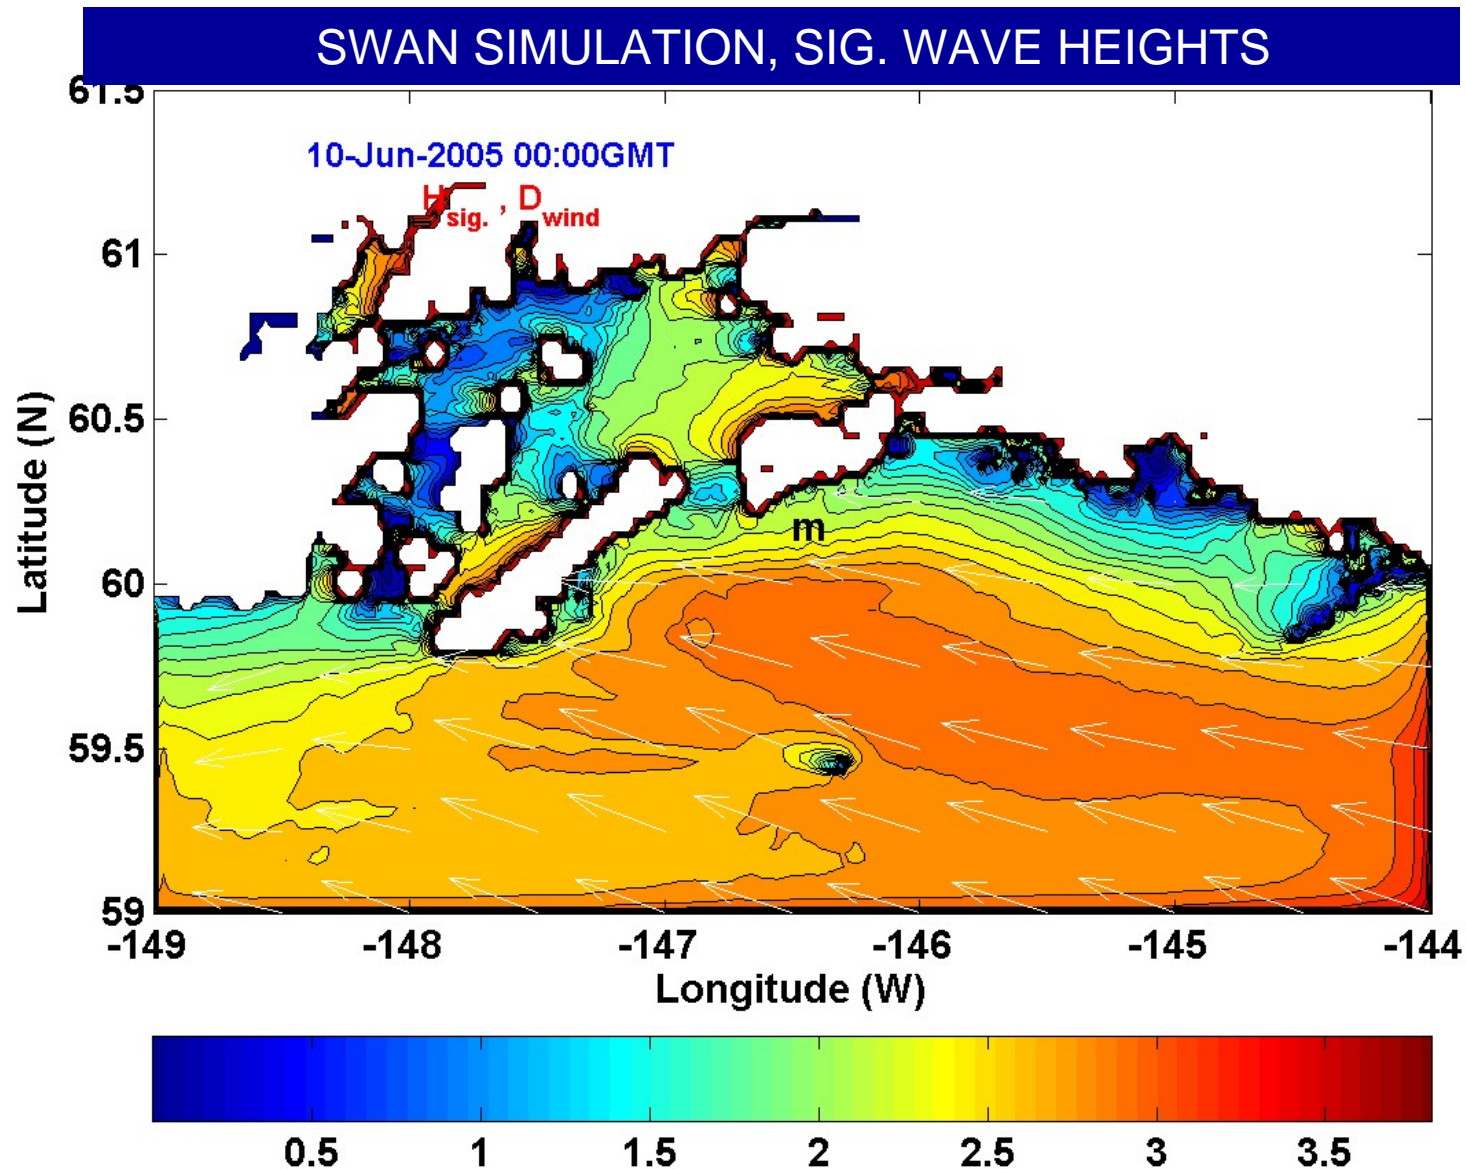 SWAN SIMULATION, SIG. WAVE HEIGHTS
61.5
10-Jun-2005 00:00GMT
Hsig. , Dwind
61
60.5
m
60
59.5
59
Latitude (N)
-149 -148 -147 -146 -145 -144
Longitude (W)
0.5 1 1.5 2 2.5 3 3.5